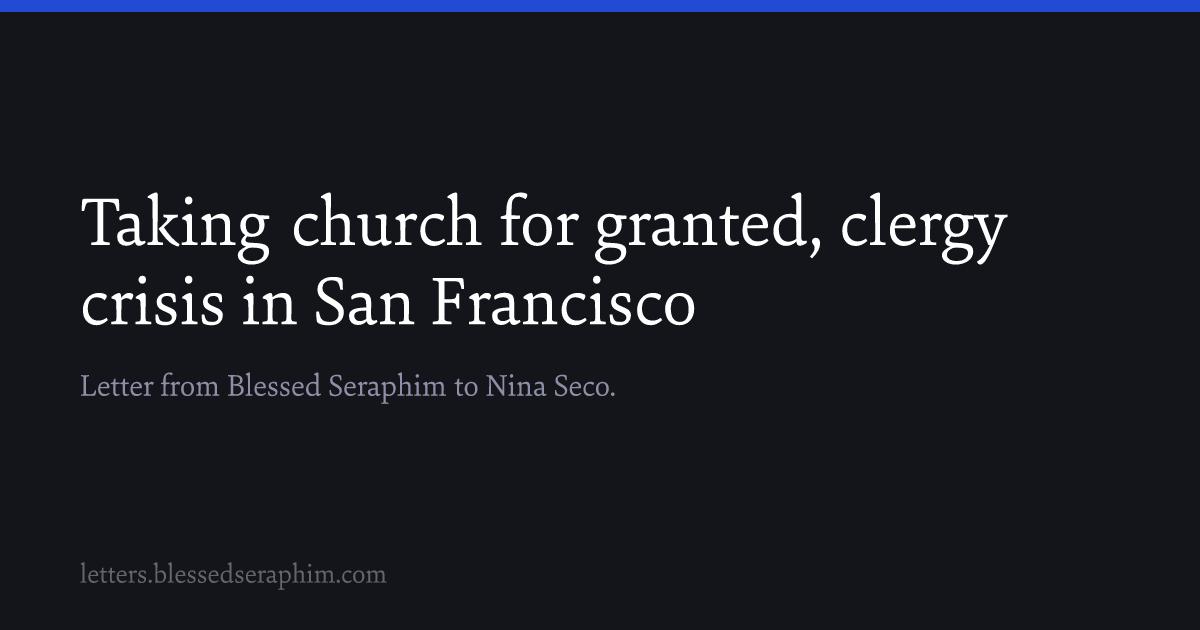 Taking church for granted, clergy
crisis in San Francisco
Letter from Blessed Seraphim to Nina Seco.
letters.blessedseraphim.com